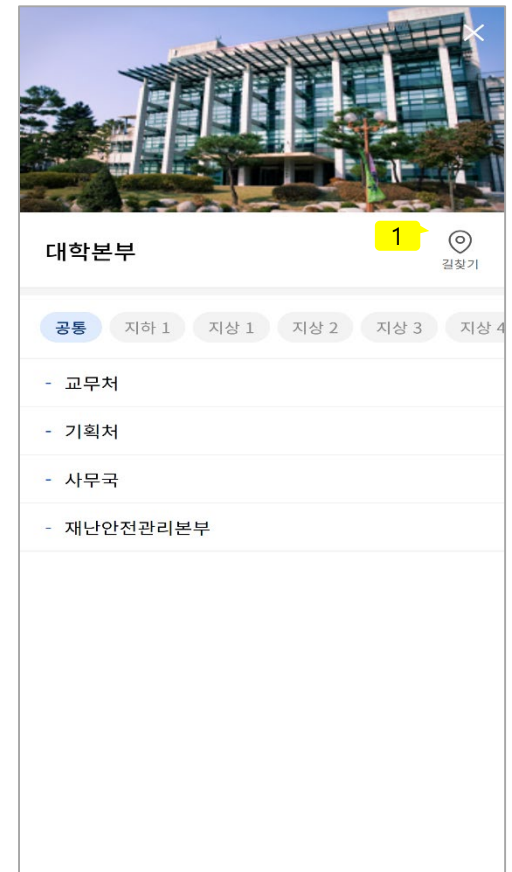 대학본부
1
길찾기
공통 지하 1 지상 1 지상 2 지상 3 지상 4
- 교무처
- 기획처
- 사무국
- 재난안전관리본부